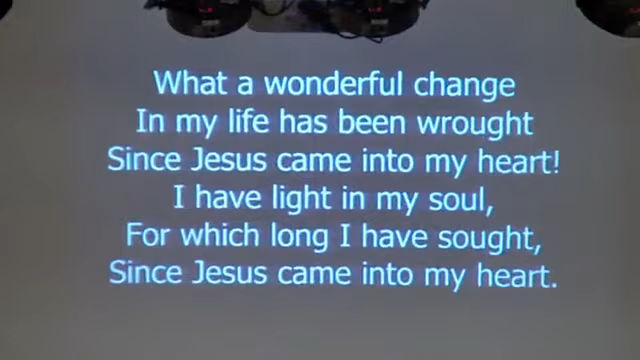 What a wonderful change
In my life has been wrought
Since Jesus came into my heart!
I have light in my soul,
For which long I have sought,
Since Jesus came into my heart.